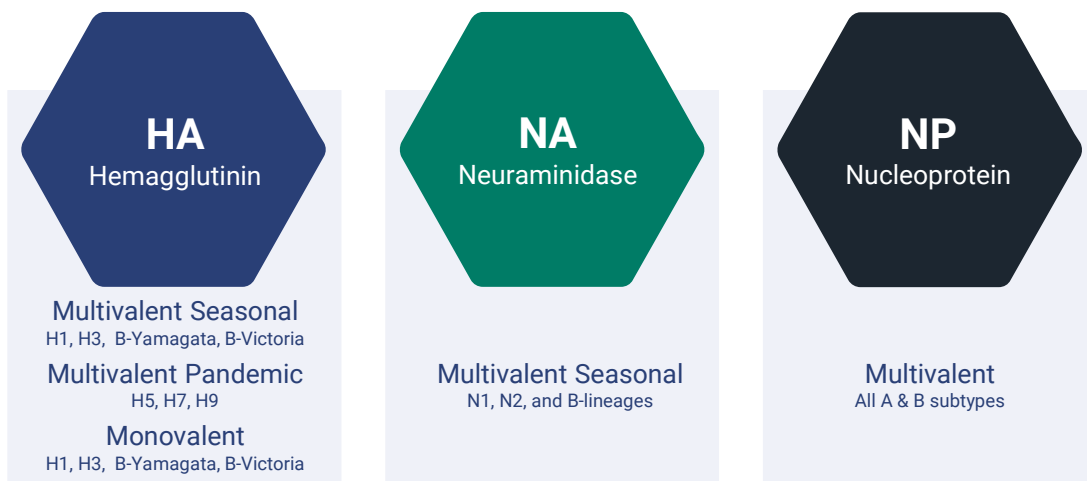 HA
Hemagglutinin
Multivalent Seasonal
H1, H3,  B-Yamagata, B-Victoria
Multivalent Pandemic
H5, H7, H9
Monovalent
H1, H3,  B-Yamagata, B-Victoria
NA
Neuraminidase
Multivalent Seasonal
N1, N2, and B-lineages
NP
Nucleoprotein
Multivalent
All A & B subtypes